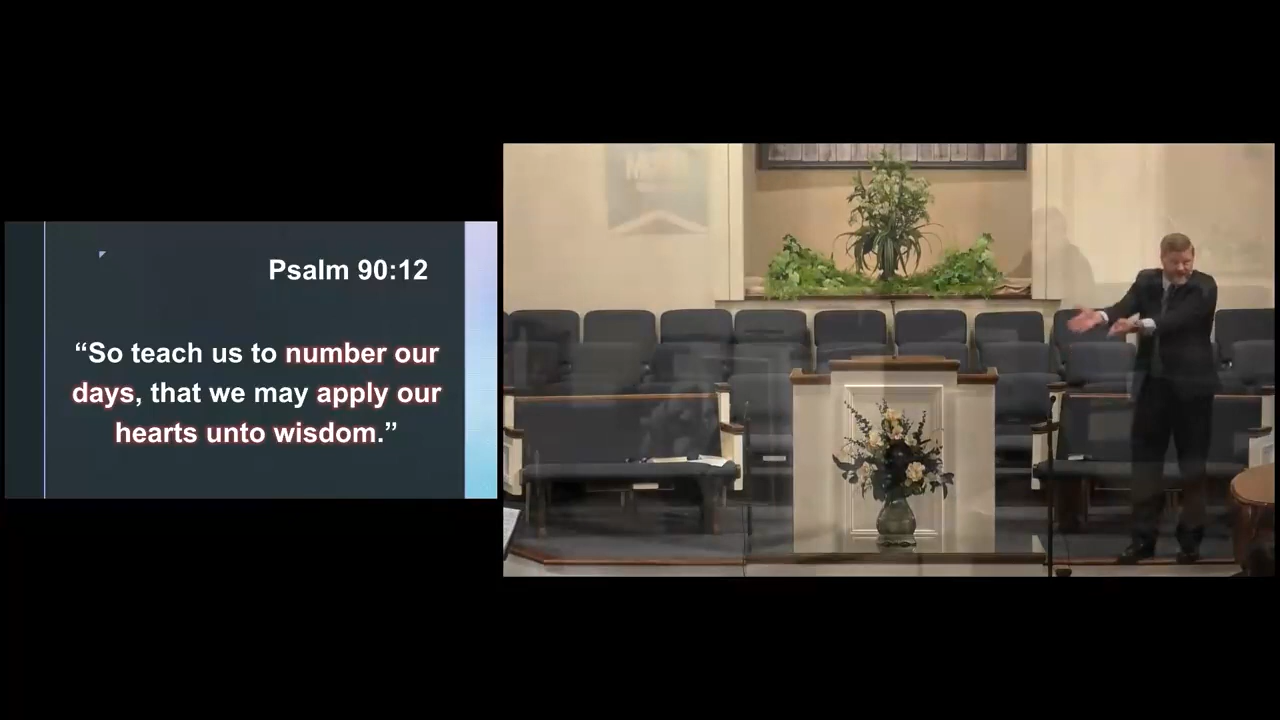 Psalm 90:12
“So teach us to number our
days, that we may apply our
hearts unto wisdom.”